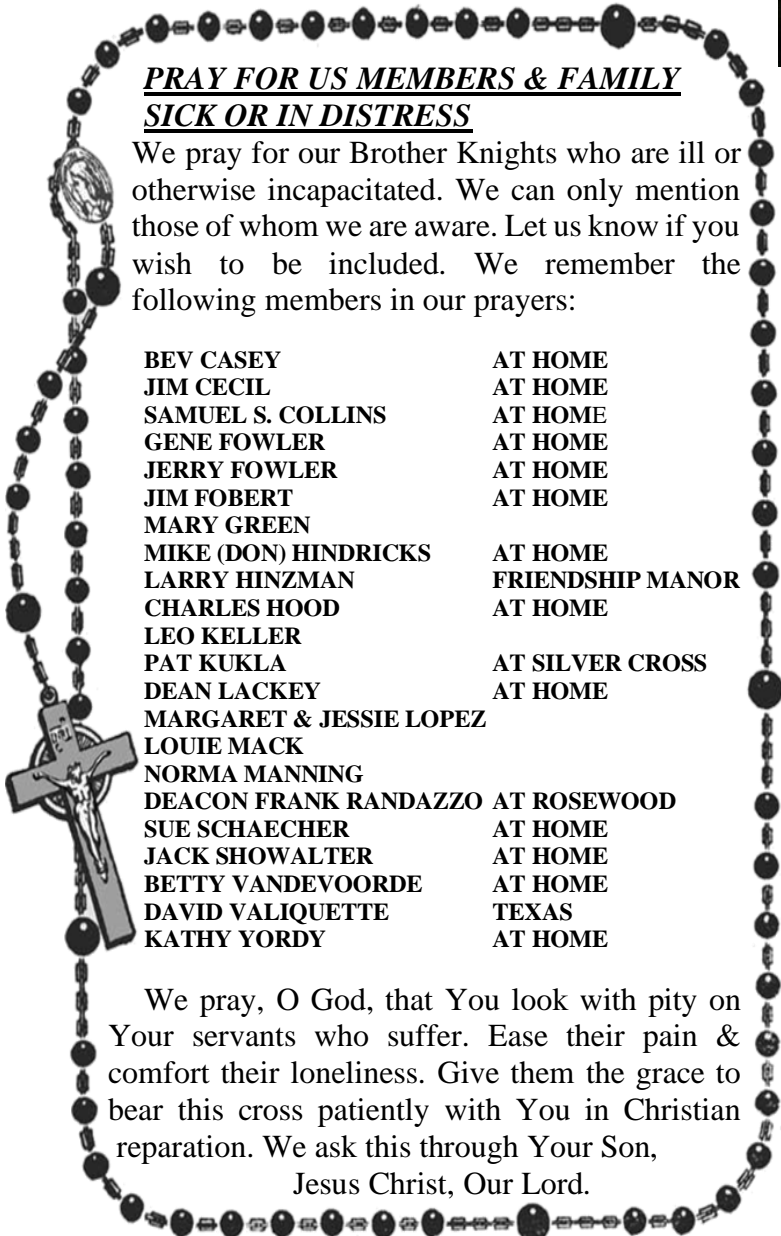 PRAY FOR US MEMBERS & FAMILY
SICK OR IN DISTRESS
We pray for our Brother Knights who are ill or
otherwise incapacitated. We can only mention
those of whom we are aware. Let us know if you
wish to be included. We remember the
following members in our prayers:
BEV CASEY AT HOME
JIM CECIL AT HOME
SAMUEL S. COLLINS AT HOME
GENE FOWLER AT HOME
JERRY FOWLER AT HOME
JIM FOBERT AT HOME
MARY GREEN
MIKE (DON) HINDRICKS AT HOME
LARRY HINZMAN FRIENDSHIP MANOR
CHARLES HOOD AT HOME
LEO KELLER
PAT KUKLA AT SILVER CROSS
DEAN LACKEY AT HOME
MARGARET & JESSIE LOPEZ
LOUIE MACK
NORMA MANNING
DEACON FRANK RANDAZZO AT ROSEWOOD
SUE SCHAECHER AT HOME
JACK SHOWALTER AT HOME
BETTY VANDEVOORDE AT HOME
DAVID VALIQUETTE TEXAS
KATHY YORDY AT HOME
We pray, O God, that You look with pity on
Your servants who suffer. Ease their pain &
comfort their loneliness. Give them the grace to
bear this cross patiently with You in Christian
reparation. We ask this through Your Son,
Jesus Christ, Our Lord.